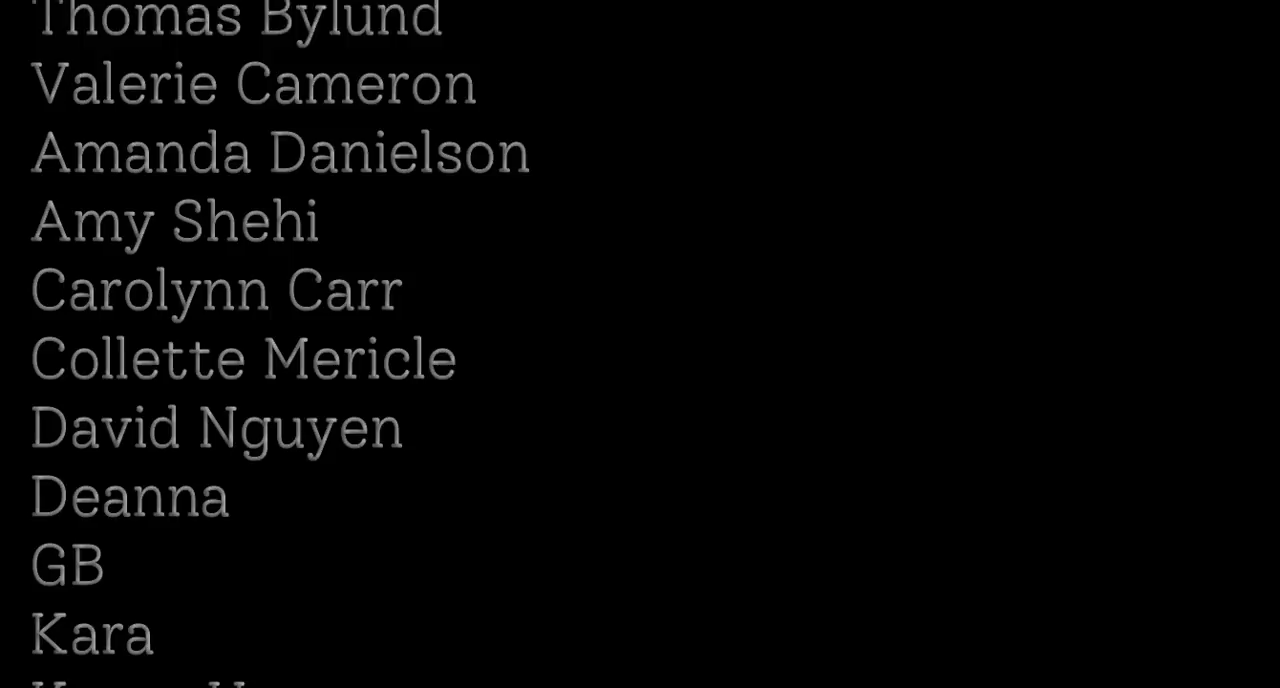 Thomas Bylund
Valerie Cameron
Amanda Danielson
Amy Shehi
Carolynn Carr
Collette Mericle
David Nguyen
Deanna
GB
Kara